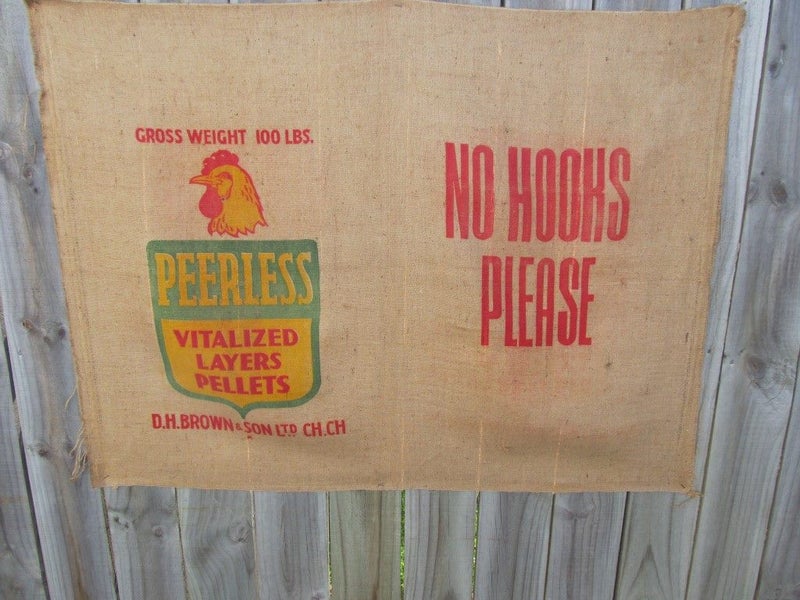 GROSS WEIGHT 100 LBS.
PEERLESS
VITALIZED
LAYERS
PELLETS
D.H.BROWN & SON LTD CH.CH
NO HOOKS
PLEASE